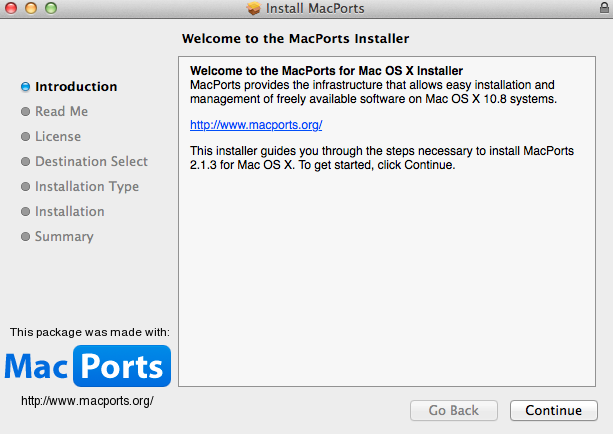 Install MacPorts
Welcome to the MacPorts Installer
Introduction
Read Me
License
Destination Select
Installation Type
Installation
Summary
Welcome to the MacPorts for Mac OS X Installer
MacPorts provides the infrastructure that allows easy installation and
management of freely available software on Mac OS X 10.8 systems.
http://www.macports.org/
This installer guides you through the steps necessary to install MacPorts
2.1.3 for Mac OS X. To get started, click Continue.
This package was made with:
Mac Ports
http://www.macports.org/
Go Back
Continue